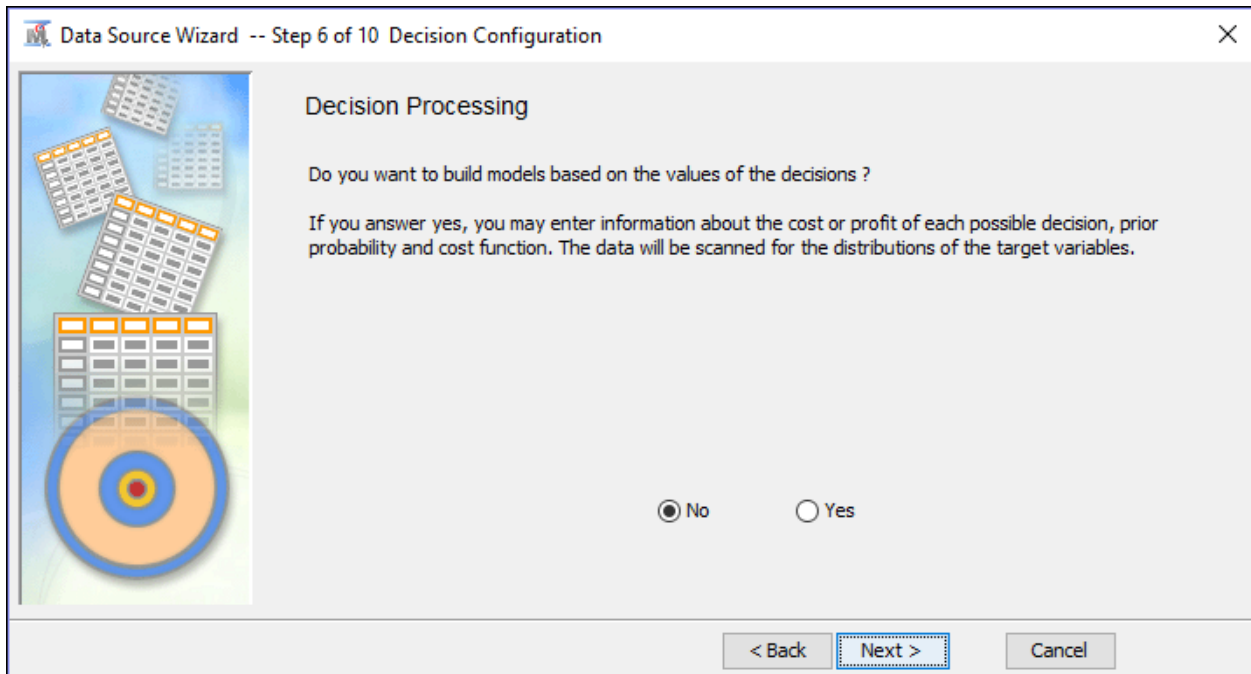 Data Source Wizard -- Step 6 of 10 Decision Configuration
Decision Processing
Do you want to build models based on the values of the decisions ?
If you answer yes, you may enter information about the cost or profit of each possible decision, prior
probability and cost function. The data will be scanned for the distributions of the target variables.
No
Yes
< Back
Next >
Cancel